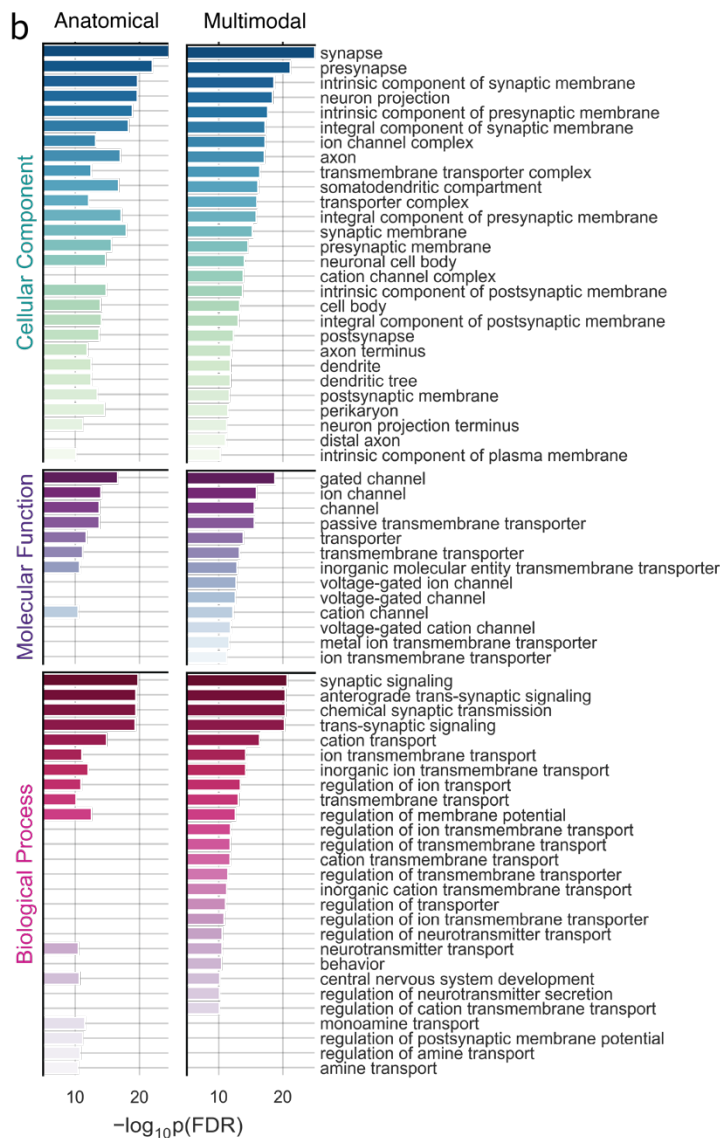 b
Anatomical
Multimodal
Cellular Component
synapse
presynapse
intrinsic component of synaptic membrane
neuron projection
intrinsic component of presynaptic membrane
integral component of synaptic membrane
ion channel complex
axon
transmembrane transporter complex
somatodendritic compartment
transporter complex
integral component of presynaptic membrane
synaptic membrane
presynaptic membrane
neuronal cell body
cation channel complex
intrinsic component of postsynaptic membrane
cell body
integral component of postsynaptic membrane
postsynapse
axon terminus
dendrite
dendritic tree
postsynaptic membrane
perikaryon
neuron projection terminus
distal axon
intrinsic component of plasma membrane
Molecular Function
gated channel
ion channel
channel
passive transmembrane transporter
transporter
transmembrane transporter
inorganic molecular entity transmembrane transporter
voltage-gated ion channel
voltage-gated channel
cation channel
voltage-gated cation channel
metal ion transmembrane transporter
ion transmembrane transporter
Biological Process
synaptic signaling
anterograde trans-synaptic signaling
chemical synaptic transmission
trans-synaptic signaling
cation transport
ion transmembrane transport
inorganic ion transmembrane transport
regulation of ion transport
transmembrane transport
regulation of membrane potential
regulation of ion transmembrane transport
regulation of transmembrane transport
cation transmembrane transport
regulation of transmembrane transporter
inorganic cation transmembrane transport
regulation of transporter
regulation of ion transmembrane transporter
regulation of neurotransmitter transport
neurotransmitter transport
behavior
central nervous system development
regulation of neurotransmitter secretion
regulation of cation transmembrane transport
monoamine transport
regulation of postsynaptic membrane potential
regulation of amine transport
amine transport
10 20 10 20
−log₁₀p(FDR)